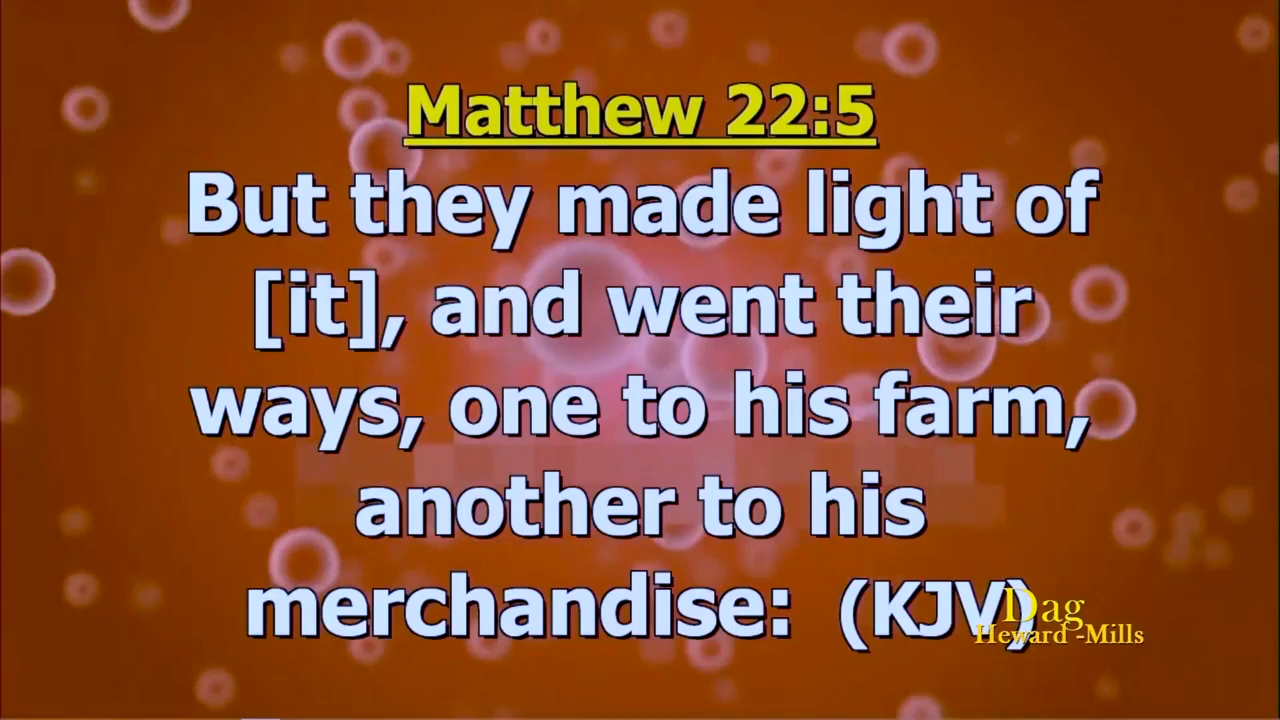 Matthew 22:5
But they made light of
[it], and went their
ways, one to his farm,
another to his
merchandise: (KJV)
Dag
Heward -Mills